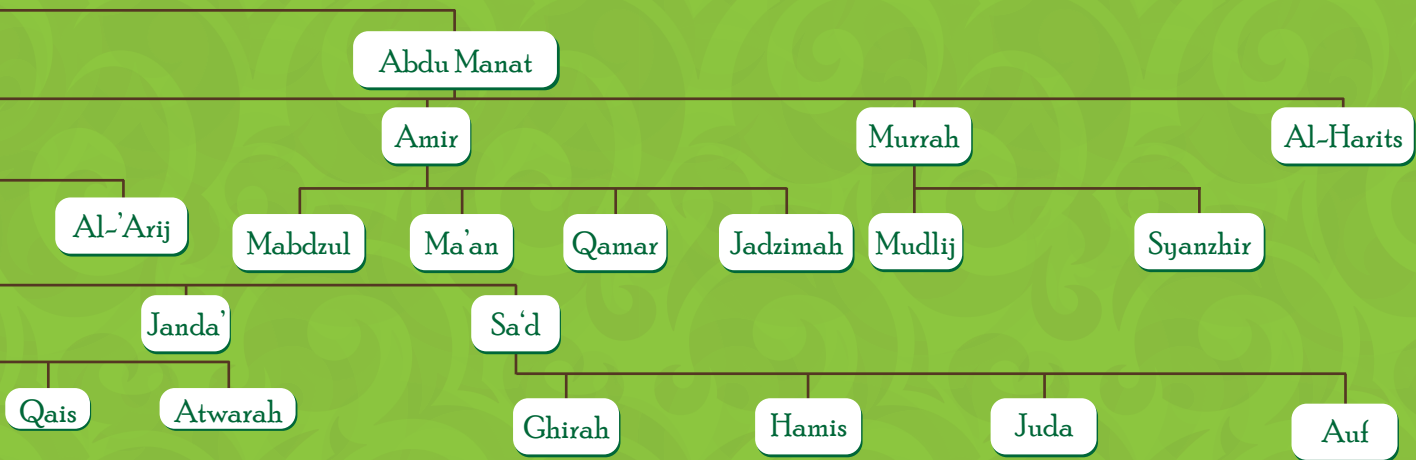 Abdu Manat
Amir
Murrah
Al-Harits
Al-'Arij
Mabdzul
Ma'an
Qamar
Jadzimah
Mudlij
Syanzhir
Janda'
Sa‘d
Qais
Atwarah
Ghirah
Hamis
Juda
Auf